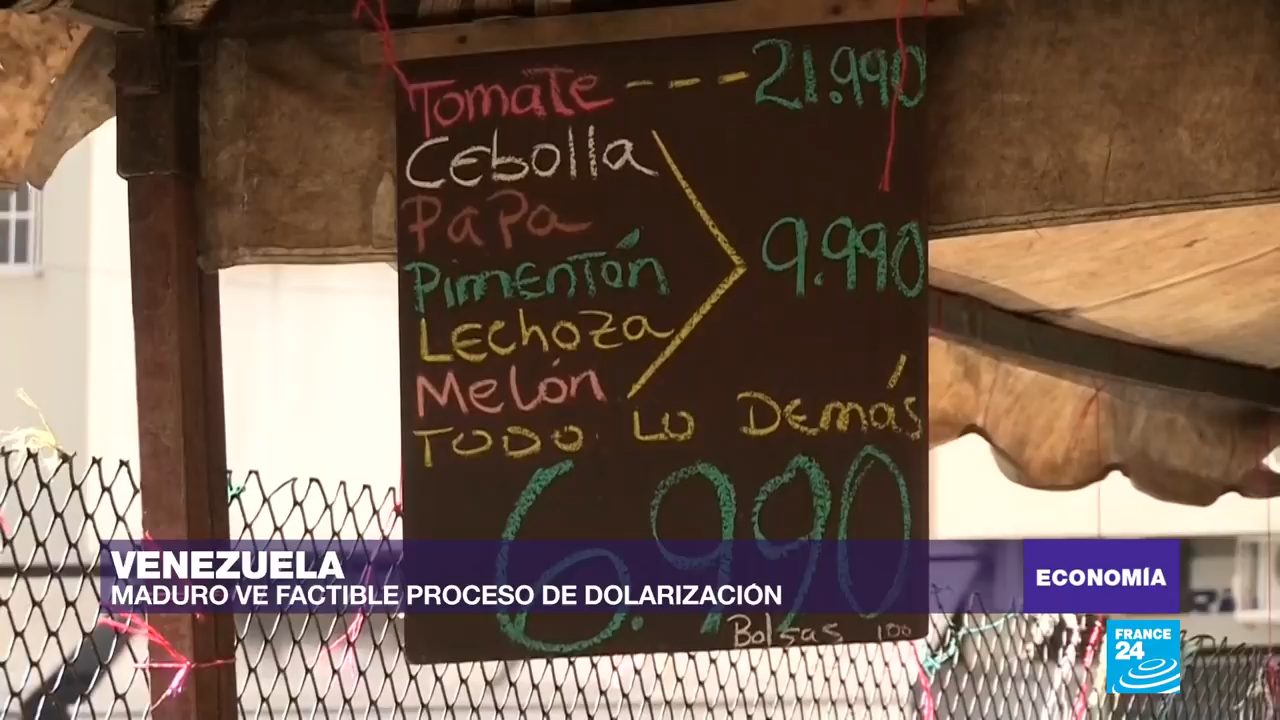 Tomate --- 21.990
Cebolla
Papa
Pimentón 9.990
Lechoza
Melón
TODO LO DEMÁS
6.990
Bolsas 100
VENEZUELA
MADURO VE FACTIBLE PROCESO DE DOLARIZACIÓN
ECONOMÍA
FRANCE
24